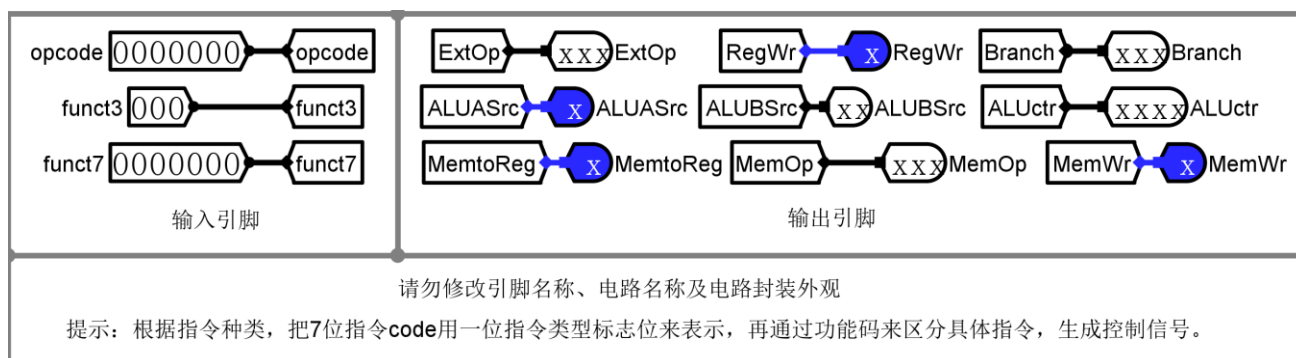 opcode 0000000 opcode
funct3 000 funct3
funct7 0000000 funct7
输入引脚
ExtOp xxx ExtOp RegWr x RegWr Branch xxx Branch
ALUASrc x ALUASrc ALUBSrc xx ALUBSrc ALUctr xxxx ALUctr
MemtoReg x MemtoReg MemOp xxx MemOp MemWr x MemWr
输出引脚
请勿修改引脚名称、电路名称及电路封装外观
提示：根据指令种类，把7位指令code用一位指令类型标志位来表示，再通过功能码来区分具体指令，生成控制信号。